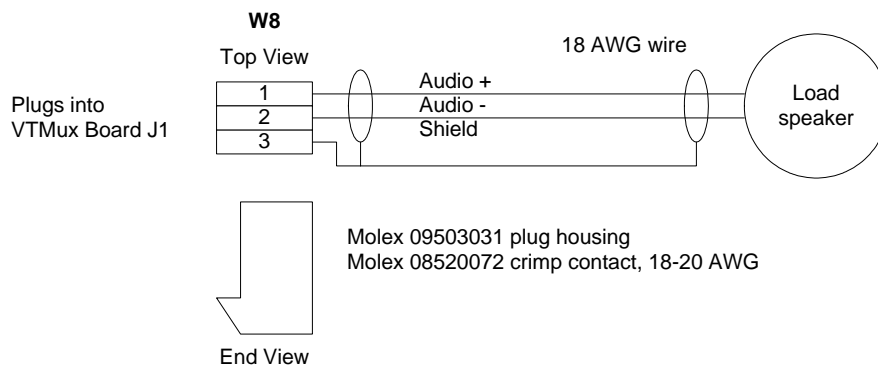 W8
Top View
18 AWG wire
Plugs into
VTMux Board J1
1
2
3
Audio +
Audio -
Shield
Load
speaker
Molex 09503031 plug housing
Molex 08520072 crimp contact, 18-20 AWG
End View